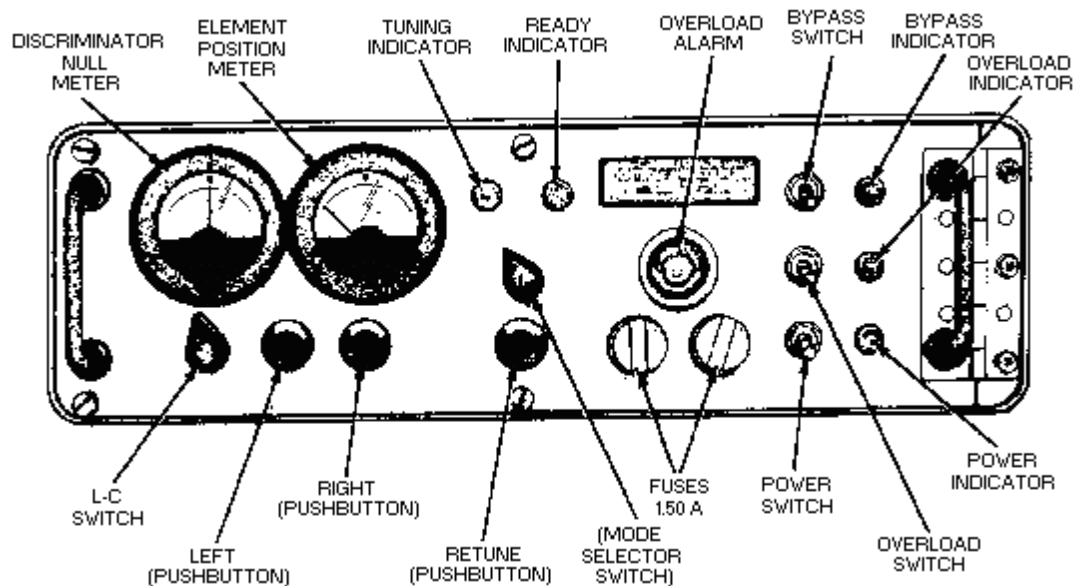 DISCRIMINATOR
NULL
METER
ELEMENT
POSITION
METER
TUNING
INDICATOR
READY
INDICATOR
OVERLOAD
ALARM
BYPASS
SWITCH
BYPASS
INDICATOR
OVERLOAD
INDICATOR
L-C
SWITCH
LEFT
(PUSHBUTTON)
RIGHT
(PUSHBUTTON)
RETUNE
(PUSHBUTTON)
(MODE
SELECTOR
SWITCH)
FUSES
1.50 A
POWER
SWITCH
OVERLOAD
SWITCH
POWER
INDICATOR